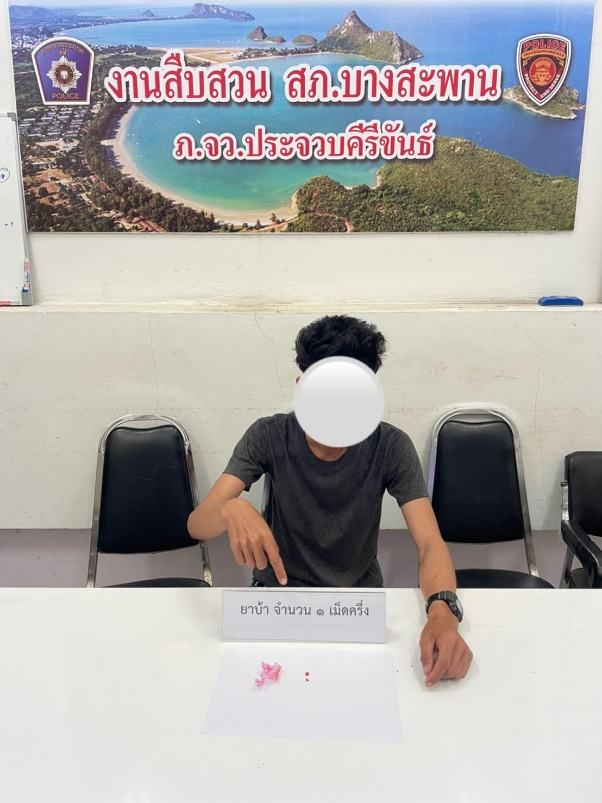 งานสืบสวน สภ.บางสะพาน
ภ.จว.ประจวบคีรีขันธ์
POLICE
POLICE
ยาบ้า จำนวน ๑ เม็ดครึ่ง